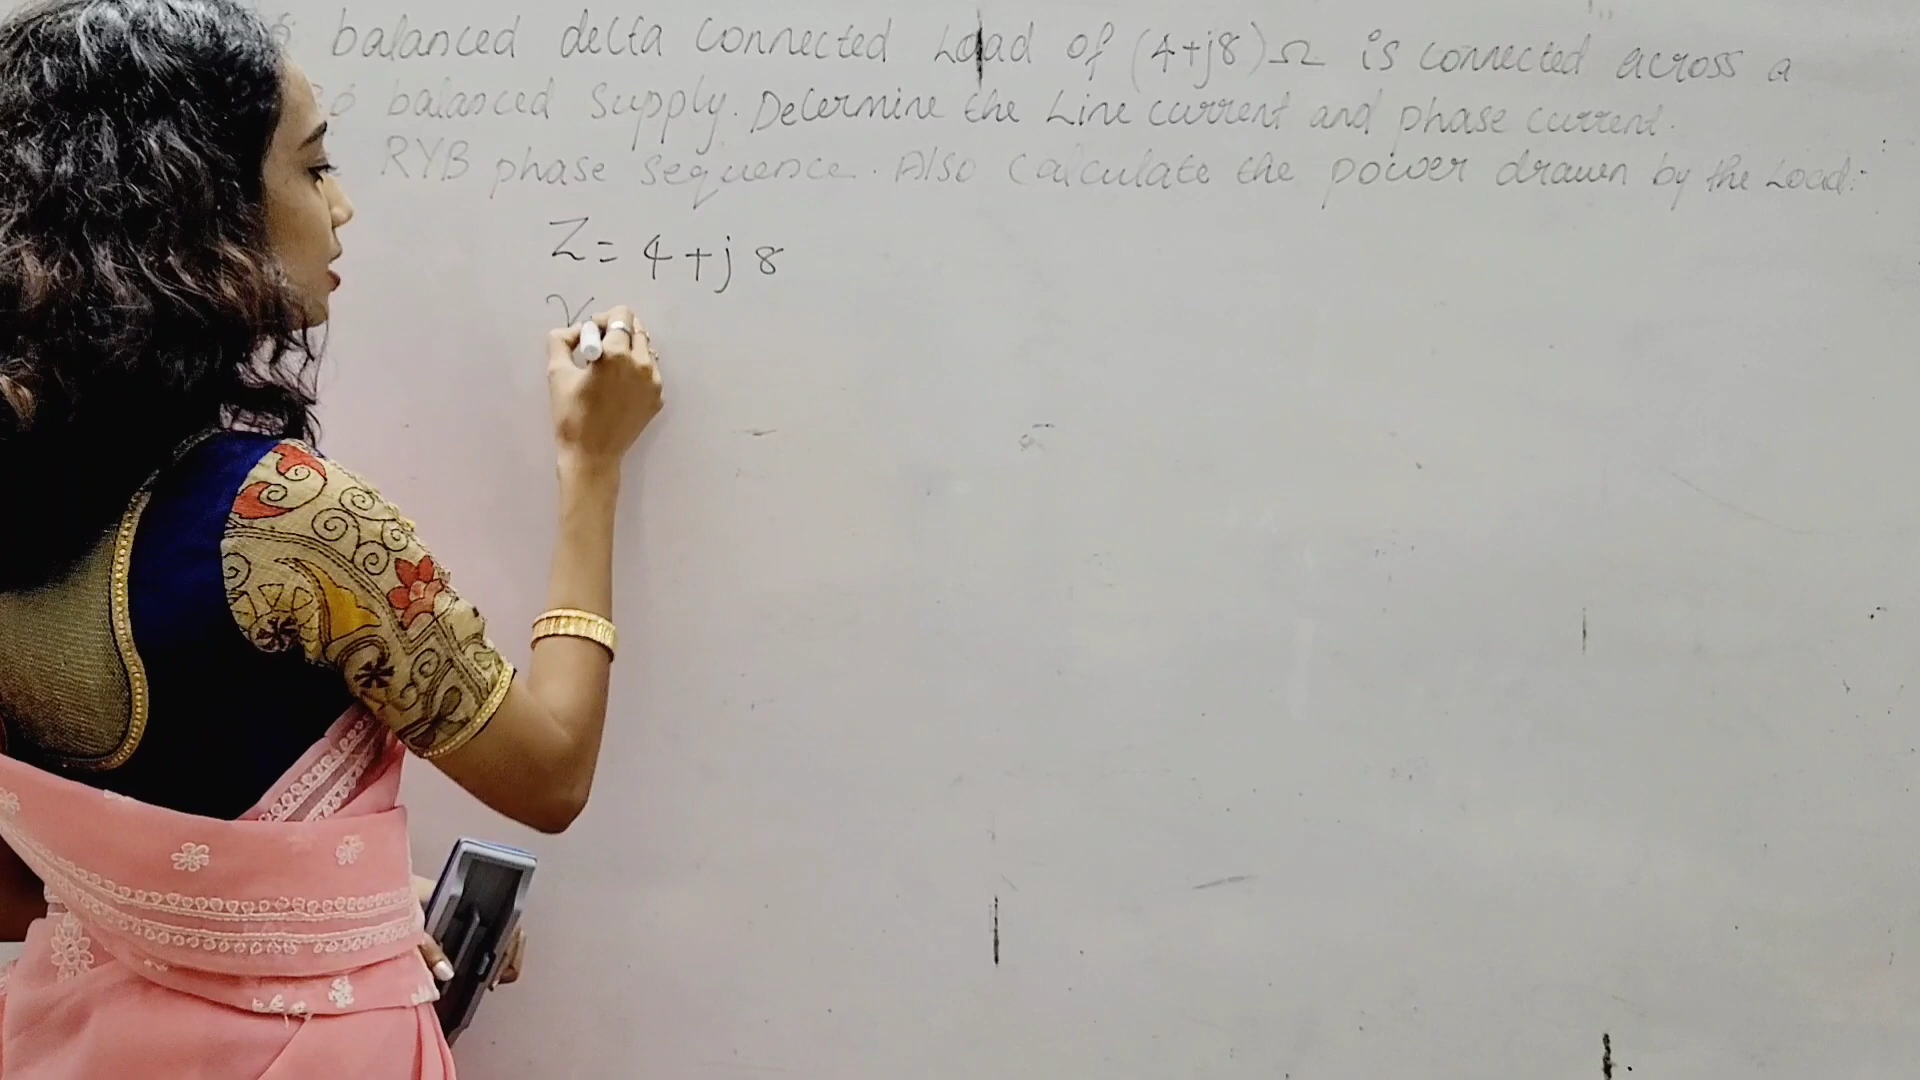 balanced delta connected Load of (4+j8)Ω is connected across a
3ϕ balanced Supply. Determine the Line current and phase current.
RYB phase sequence. Also calculate the power drawn by the Load:-
Z = 4+j8
V